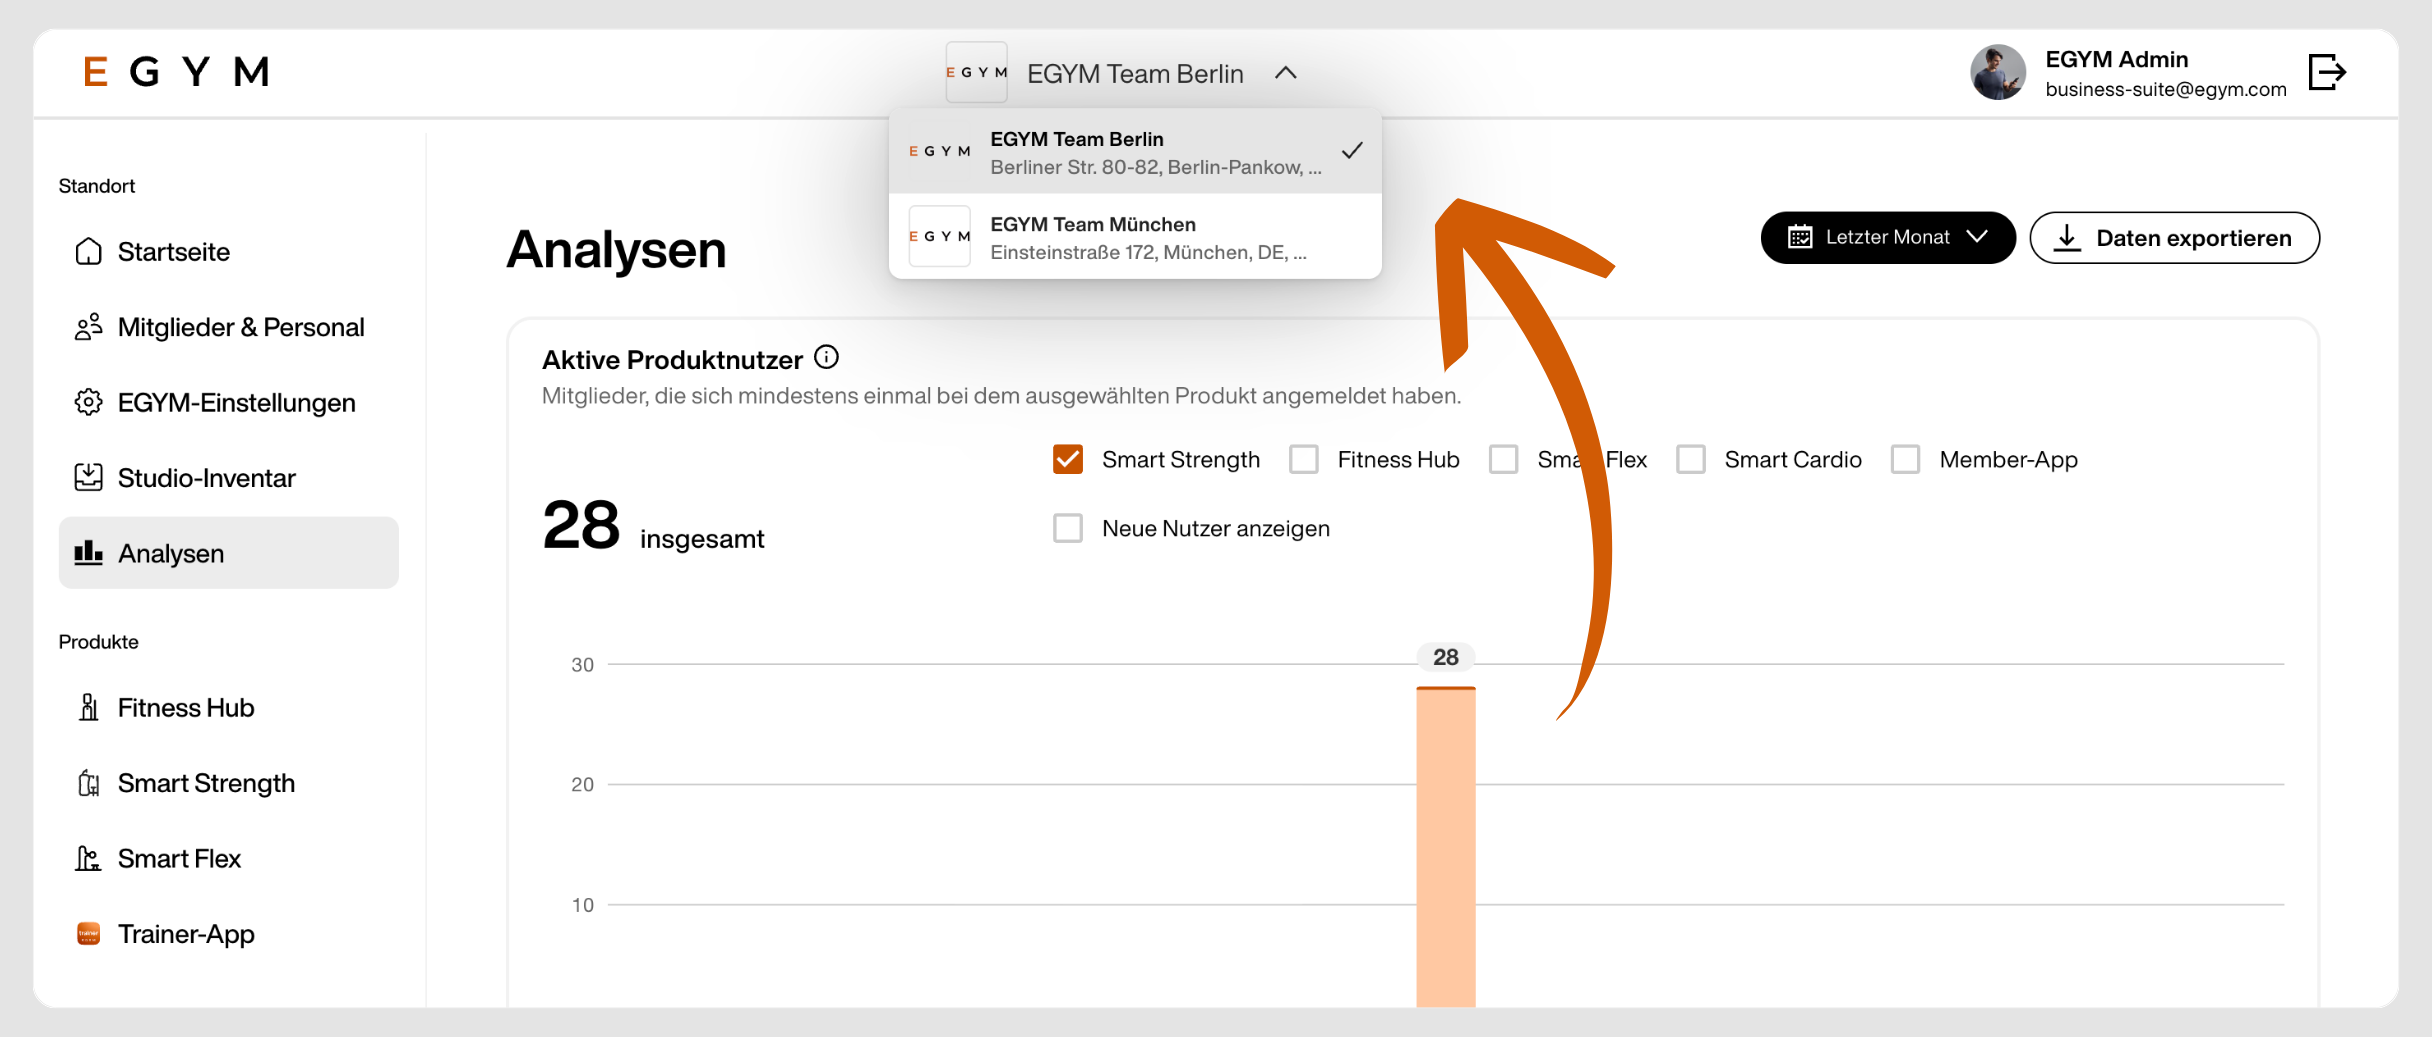 EGYM
EGYM EGYM Team Berlin
EGYM Admin
business-suite@egym.com
EGYM EGYM Team Berlin
Berliner Str. 80-82, Berlin-Pankow, ...
EGYM EGYM Team München
Einsteinstraße 172, München, DE, ...
Standort
Startseite
Mitglieder & Personal
EGYM-Einstellungen
Studio-Inventar
Analysen
Produkte
Fitness Hub
Smart Strength
Smart Flex
Trainer-App
Analysen
Letzter Monat
Daten exportieren
Aktive Produktnutzer
Mitglieder, die sich mindestens einmal bei dem ausgewählten Produkt angemeldet haben.
28 insgesamt
Smart Strength Fitness Hub Smart Flex Smart Cardio Member-App
Neue Nutzer anzeigen
30
28
20
10